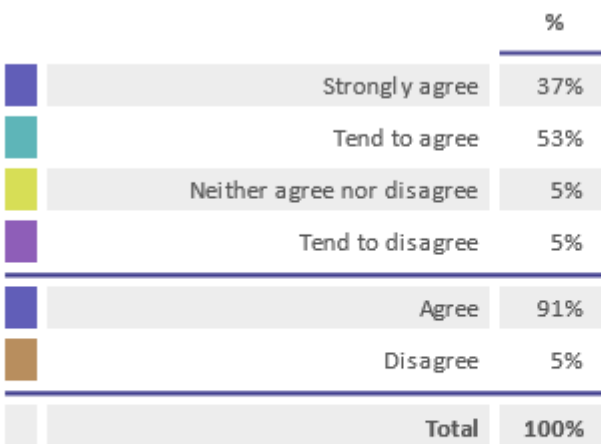 %
Strongly agree 37%
Tend to agree 53%
Neither agree nor disagree 5%
Tend to disagree 5%
Agree 91%
Disagree 5%
Total 100%